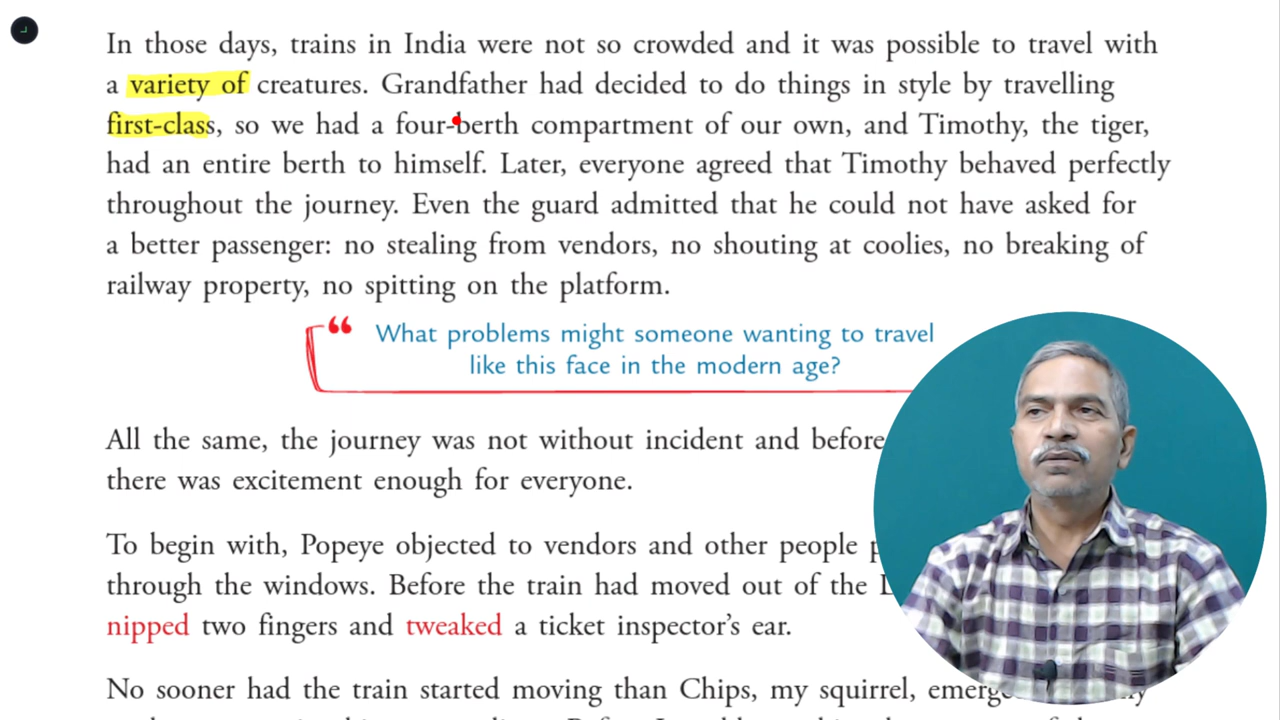 In those days, trains in India were not so crowded and it was possible to travel with
a variety of creatures. Grandfather had decided to do things in style by travelling
first-class, so we had a four-berth compartment of our own, and Timothy, the tiger,
had an entire berth to himself. Later, everyone agreed that Timothy behaved perfectly
throughout the journey. Even the guard admitted that he could not have asked for
a better passenger: no stealing from vendors, no shouting at coolies, no breaking of
railway property, no spitting on the platform.
“ What problems might someone wanting to travel
like this face in the modern age?
All the same, the journey was not without incident and before
there was excitement enough for everyone.
To begin with, Popeye objected to vendors and other people
through the windows. Before the train had moved out of the
nipped two fingers and tweaked a ticket inspector’s ear.
No sooner had the train started moving than Chips, my squirrel,